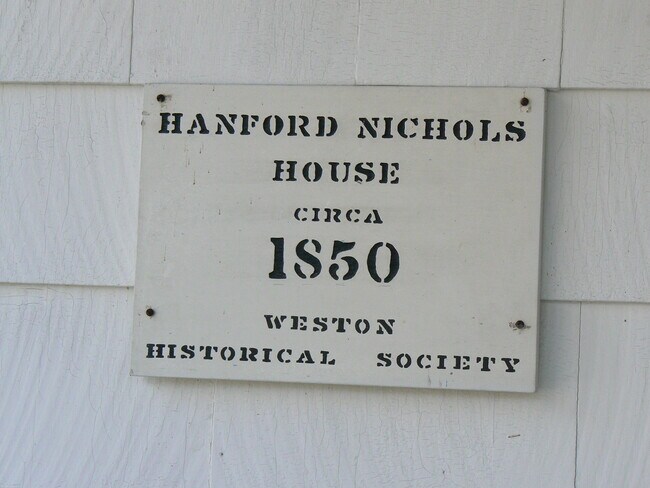 HANFORD NICHOLS
HOUSE
CIRCA
1850
WESTON
HISTORICAL SOCIETY